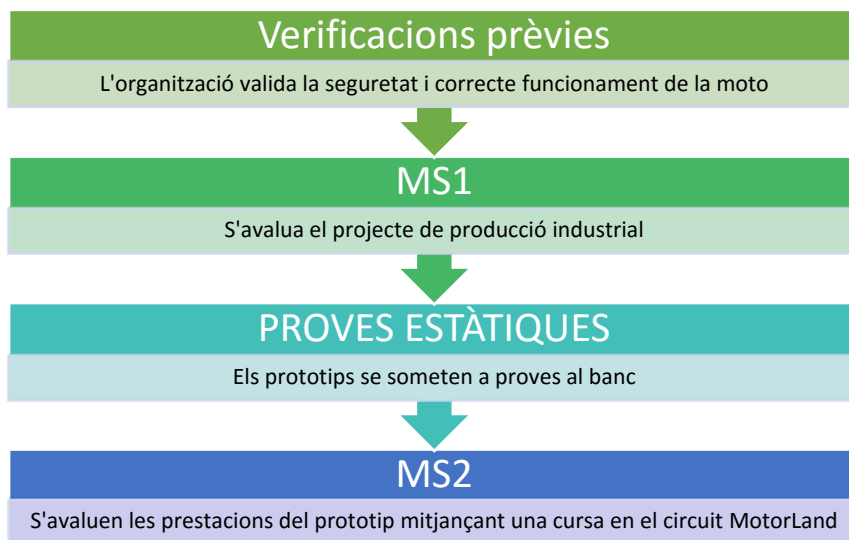 Verificacions prèvies
L'organització valida la seguretat i correcte funcionament de la moto
MS1
S'avalua el projecte de producció industrial
PROVES ESTÀTIQUES
Els prototips se someten a proves al banc
MS2
S'avaluen les prestacions del prototip mitjançant una cursa en el circuit MotorLand